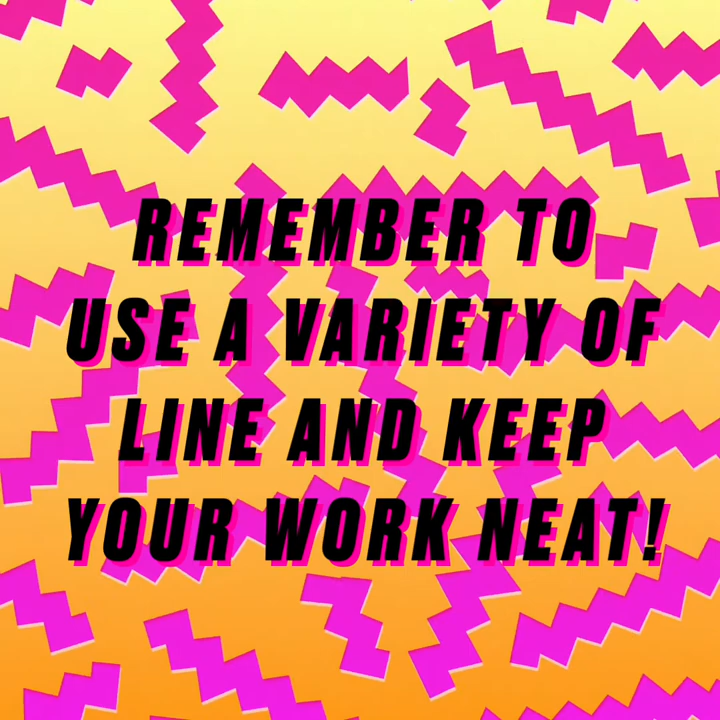 REMEMBER TO
USE A VARIETY OF
LINE AND KEEP
YOUR WORK NEAT!